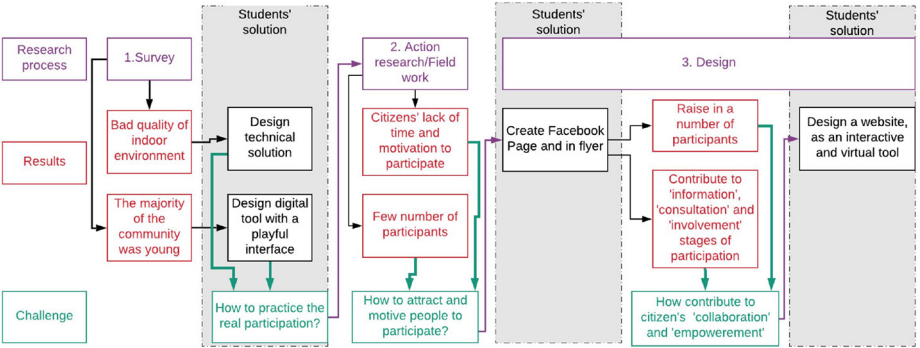 Students'
solution
Students'
solution
Students'
solution
Research
process
1.Survey
2. Action
research/Field
work
3. Design
Results
Bad quality of
indoor
environment
Design
technical
solution
Citizens' lack of
time and
motivation to
participate
Create Facebook
Page and in flyer
Raise in a
number of
participants
Design a website,
as an interactive
and virtual tool
The majority
of the
community
was young
Design digital
tool with a
playful
interface
Few number of
participants
Contribute to
'information',
'consultation' and
'involvement'
stages of
participation
Challenge
How to practice the
real participation?
How to attract and
motive people to
participate?
How contribute to
citizen's 'collaboration'
and 'empowerement'